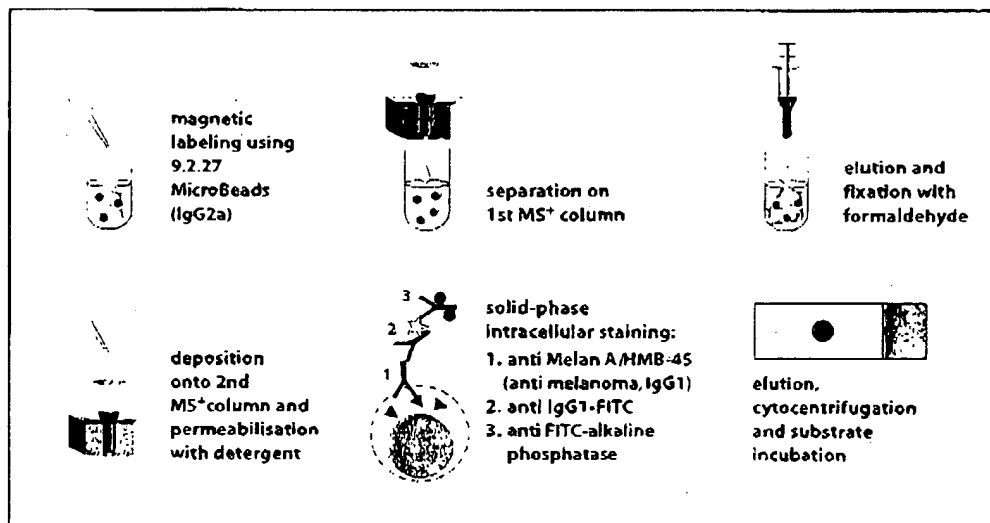 magnetic
labeling using
9.2.27
MicroBeads
(IgG2a)
separation on
1st MS+ column
elution and
fixation with
formaldehyde
deposition
onto 2nd
MS+column and
permeabilisation
with detergent
3
2
1
solid-phase
intracellular staining:
1. anti Melan A/HMB-45
(anti melanoma, IgG1)
2. anti IgG1-FITC
3. anti FITC-alkaline
phosphatase
elution,
cytocentrifugation
and substrate
incubation